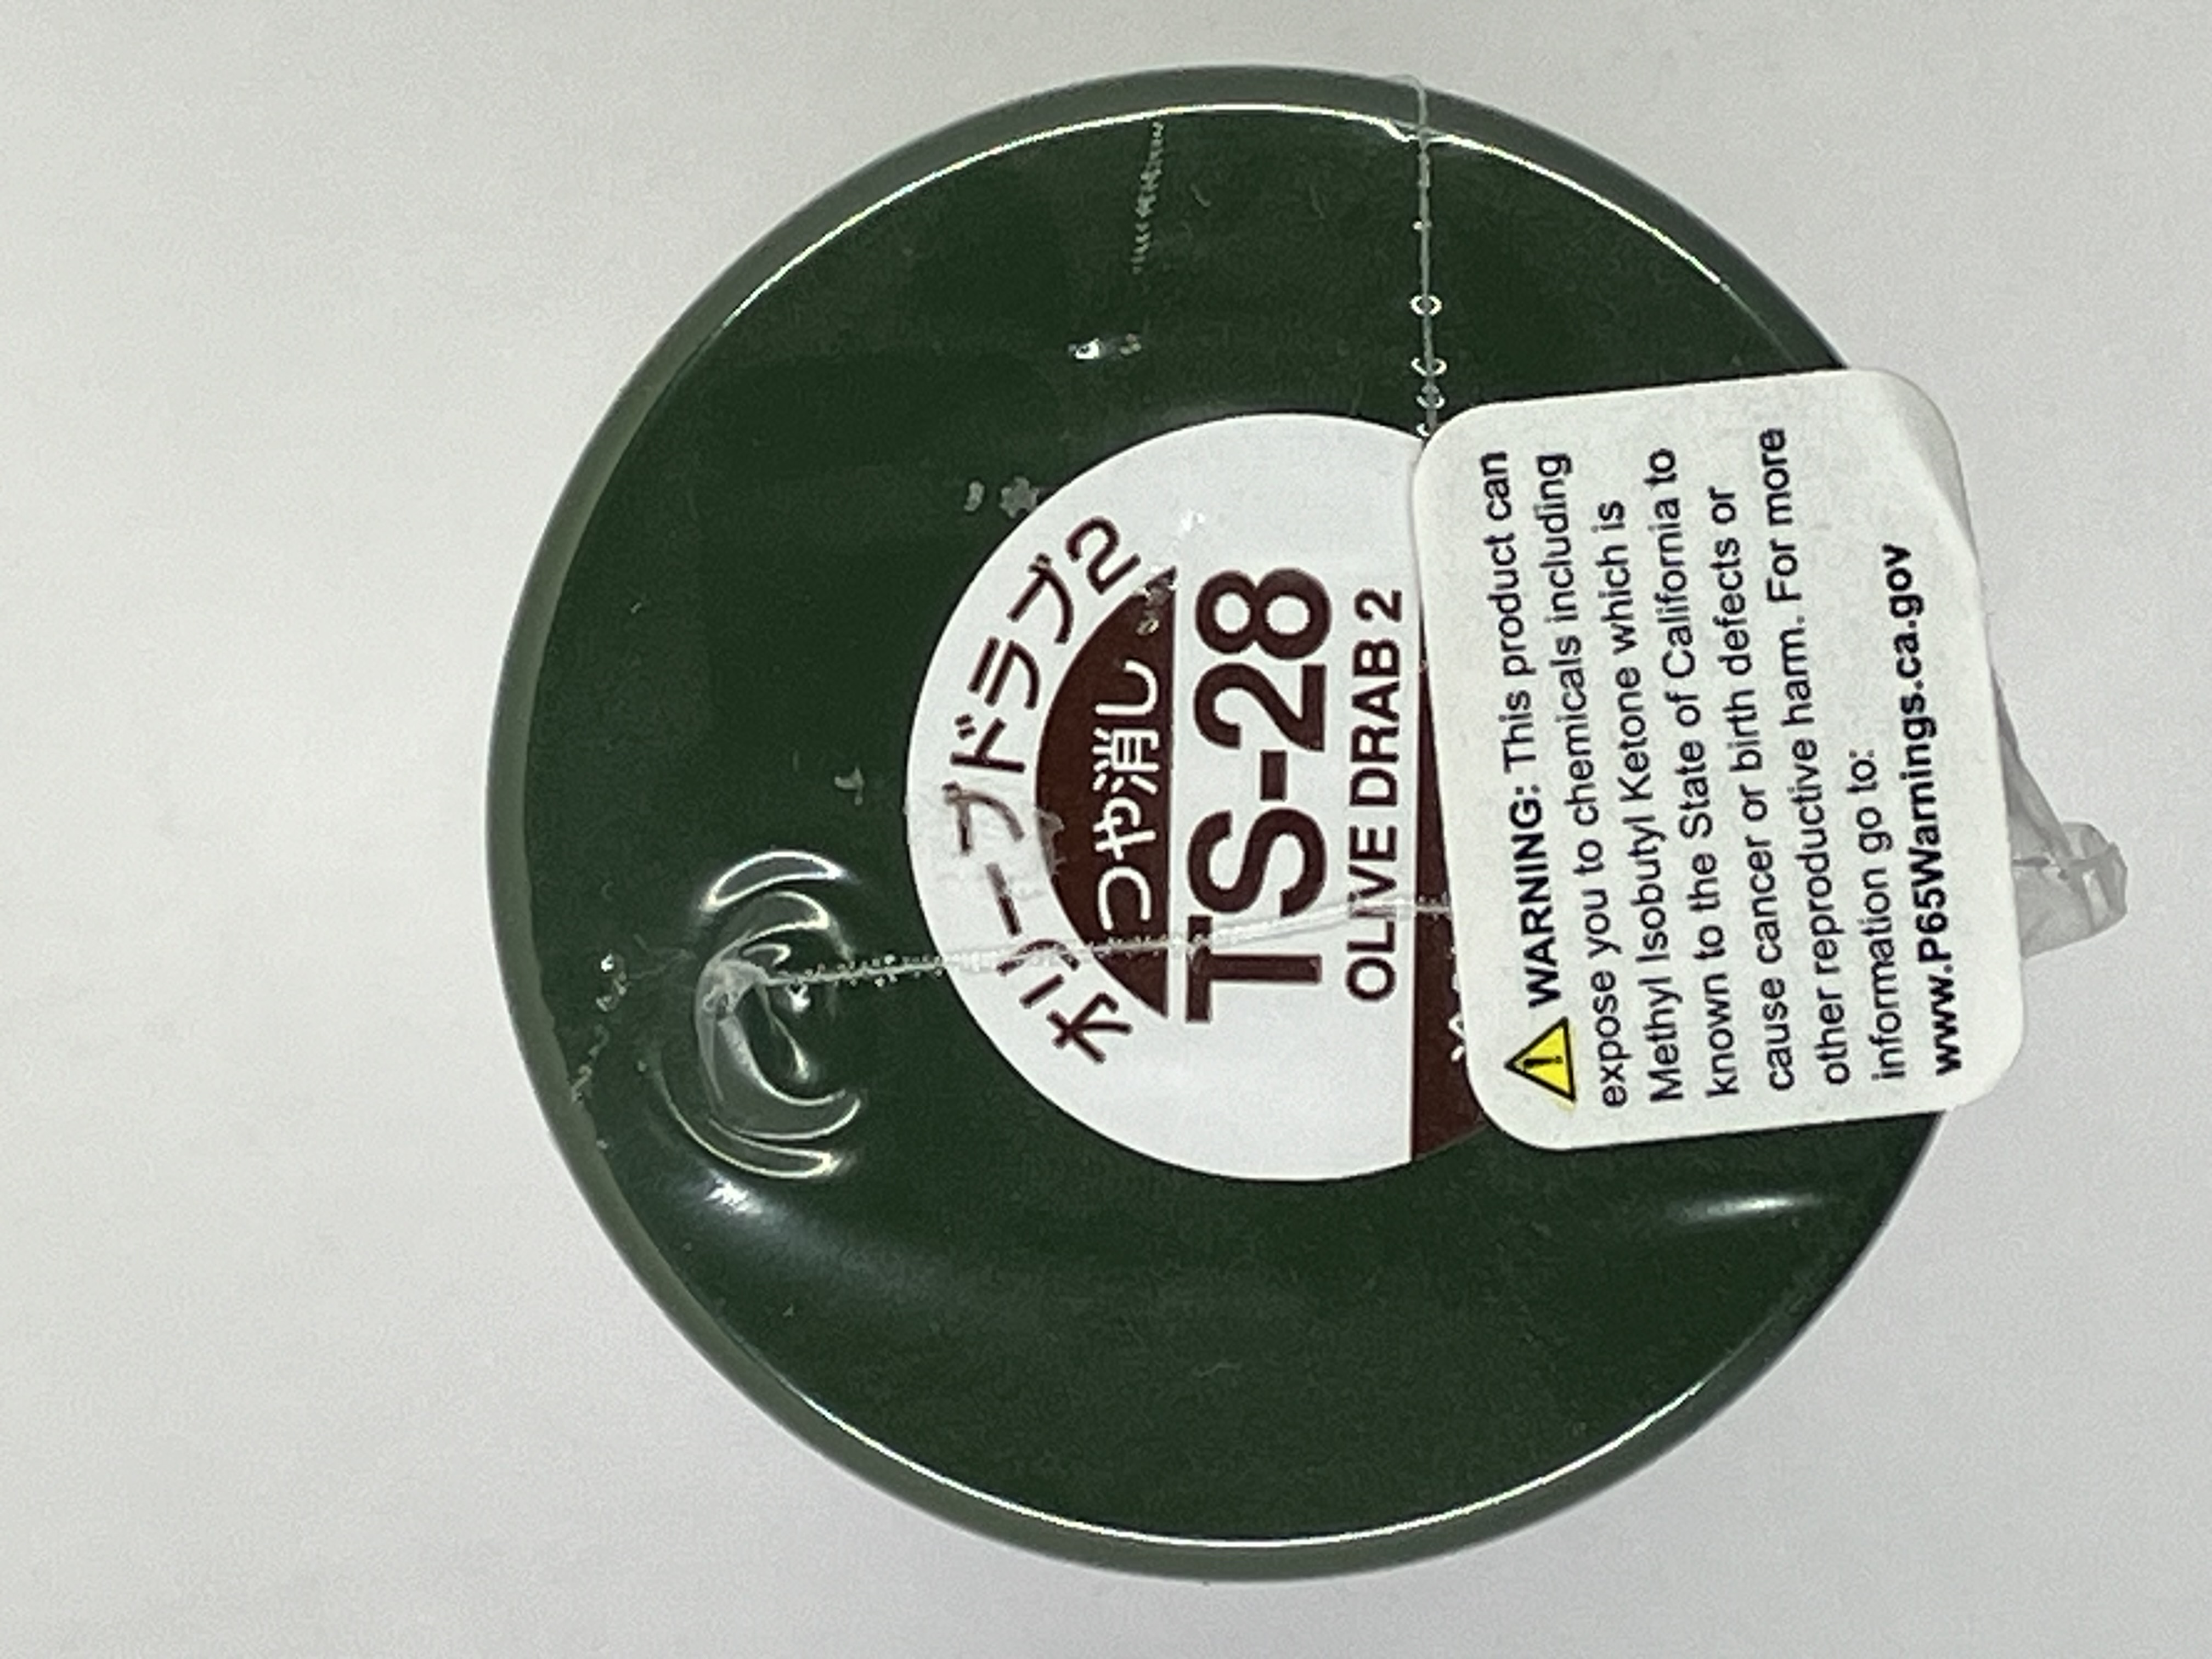 オリーブドラブ2
つや消し
TS-28
OLIVE DRAB 2
WARNING: This product can
expose you to chemicals including
Methyl Isobutyl Ketone which is
known to the State of California to
cause cancer or birth defects or
other reproductive harm. For more
information go to:
www.P65Warnings.ca.gov